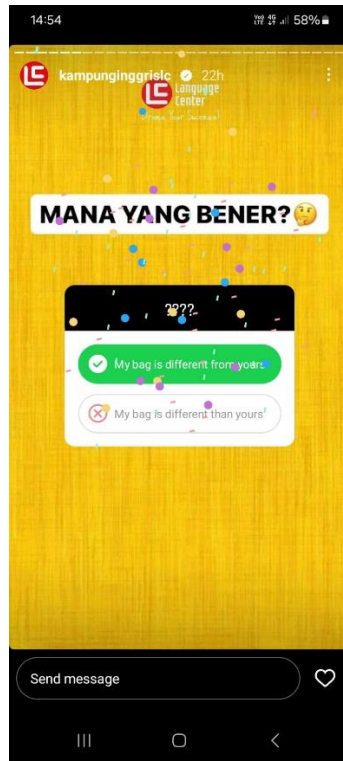 14:54
58%
kampunginggrislc 22h
LC Language
Center
MANA YANG BENER?🤔
????
My bag is different from yours
My bag is different than yours
Send message